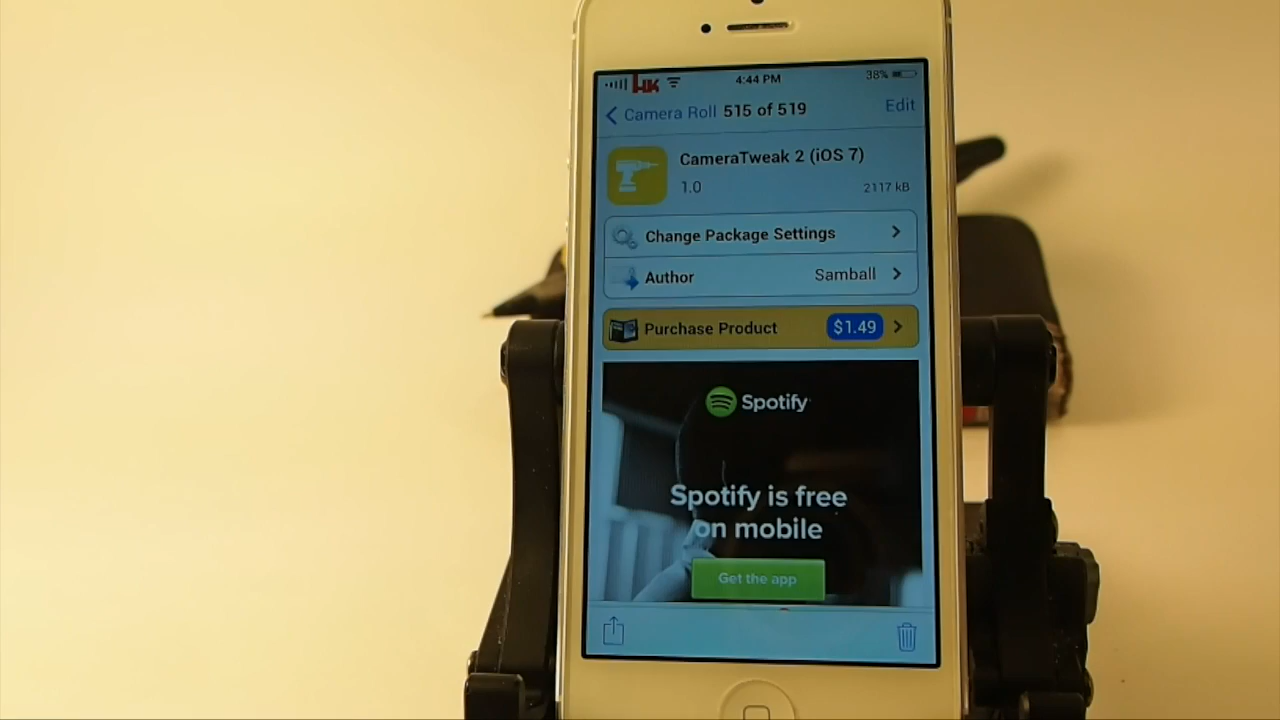 HK 4:44 PM 38%
Camera Roll 515 of 519 Edit
CameraTweak 2 (iOS 7)
1.0 2117 kB
Change Package Settings
Author Samball
Purchase Product $1.49
Spotify
Spotify is free
on mobile
Get the app